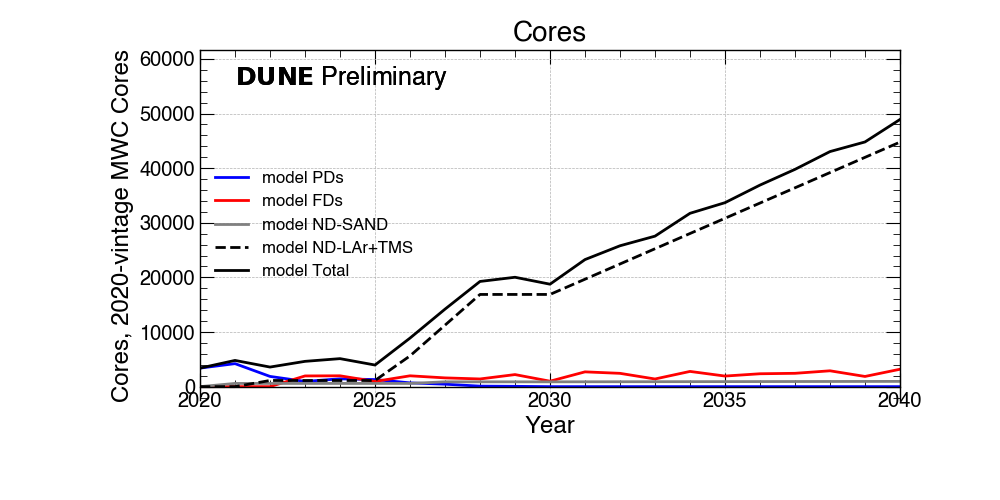 Cores
DUNE Preliminary
Cores, 2020-vintage MWC Cores
60000
50000
40000
30000
20000
10000
0
model PDs
model FDs
model ND-SAND
model ND-LAr+TMS
model Total
2020 2025 2030 2035 2040
Year